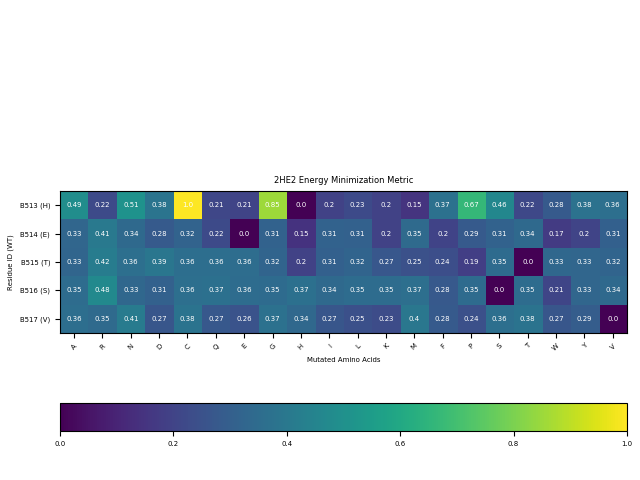 2HE2 Energy Minimization Metric
Residue ID (WT)
B513 (H) 0.49 0.22 0.51 0.38 1.0 0.21 0.21 0.85 0.0 0.2 0.23 0.2 0.15 0.37 0.67 0.46 0.22 0.28 0.38 0.36
B514 (E) 0.33 0.41 0.34 0.28 0.32 0.22 0.0 0.31 0.15 0.31 0.31 0.2 0.35 0.2 0.29 0.31 0.34 0.17 0.2 0.31
B515 (T) 0.33 0.42 0.36 0.39 0.36 0.36 0.36 0.32 0.2 0.31 0.32 0.27 0.25 0.24 0.19 0.35 0.0 0.33 0.33 0.32
B516 (S) 0.35 0.48 0.33 0.31 0.36 0.37 0.36 0.35 0.37 0.34 0.35 0.35 0.37 0.28 0.35 0.0 0.35 0.21 0.33 0.34
B517 (V) 0.36 0.35 0.41 0.27 0.38 0.27 0.26 0.37 0.34 0.27 0.25 0.23 0.4 0.28 0.24 0.36 0.38 0.27 0.29 0.0
A R N D C Q E G H I L K M F P S T W Y V
Mutated Amino Acids
0.0 0.2 0.4 0.6 0.8 1.0